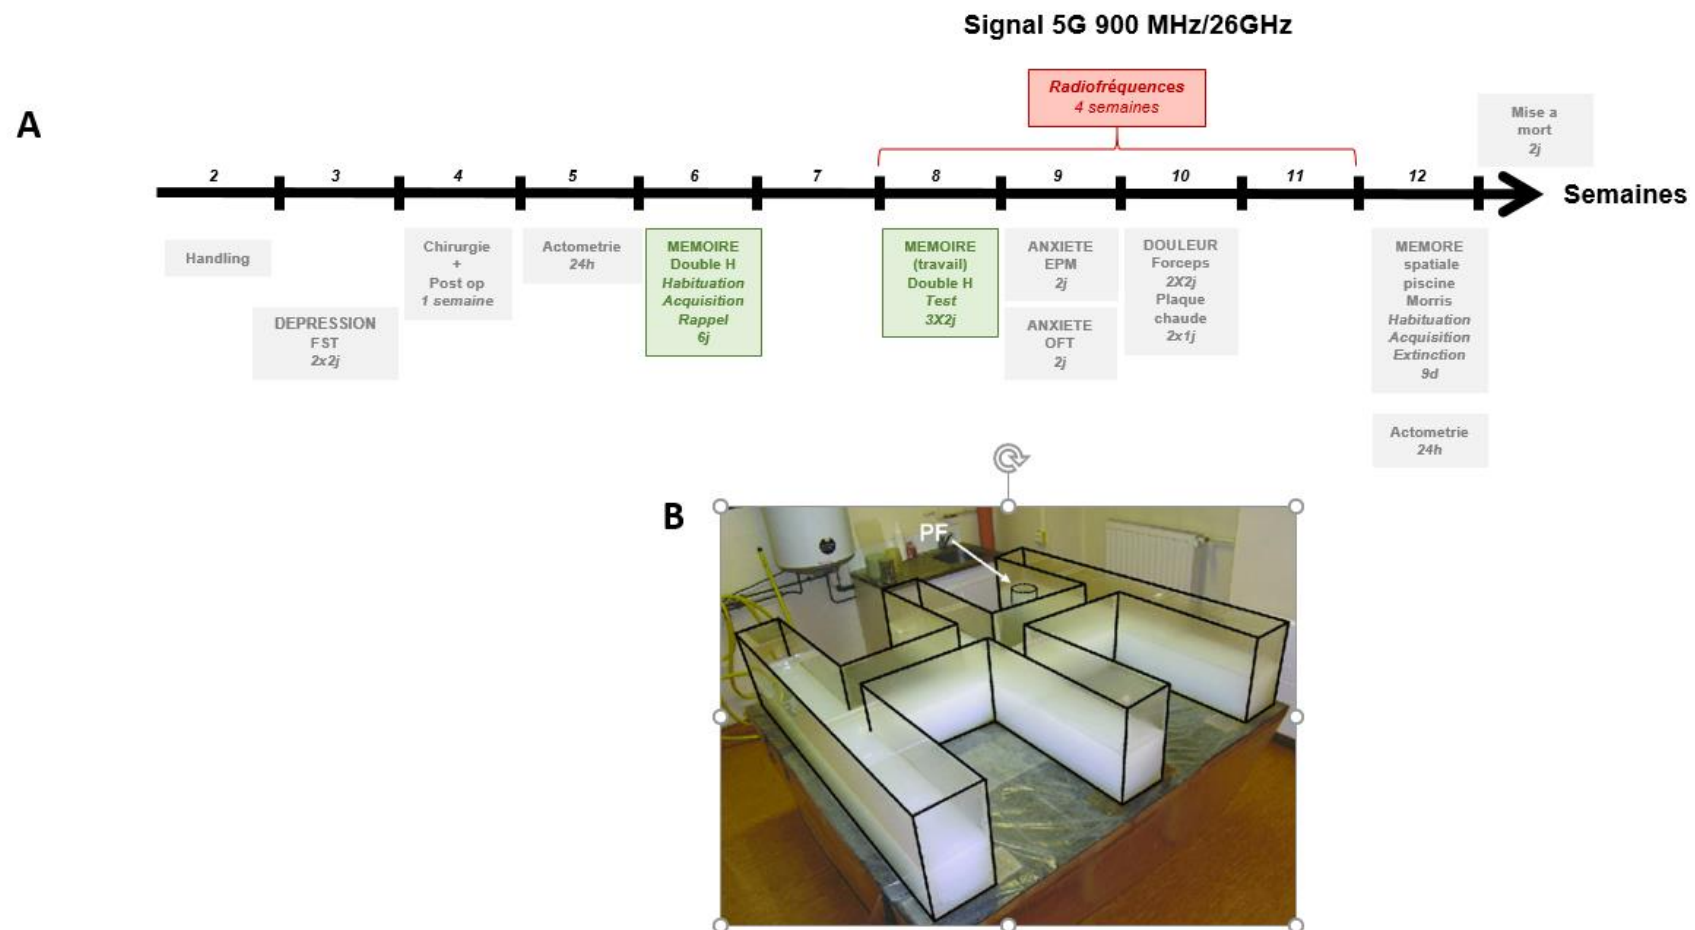 Signal 5G 900 MHz/26GHz
Radiofréquences
4 semaines
A
Mise a
mort
2j
2 3 4 5 6 7 8 9 10 11 12
Semaines
Handling
DEPRESSION
FST
2x2j
Chirurgie
+
Post op
1 semaine
Actometrie
24h
MEMOIRE
Double H
Habituation
Acquisition
Rappel
6j
MEMOIRE
(travail)
Double H
Test
3X2j
ANXIETE
EPM
2j
ANXIETE
OFT
2j
DOULEUR
Forceps
2X2j
Plaque
chaude
2x1j
MEMORE
spatiale
piscine
Morris
Habituation
Acquisition
Extinction
9d
Actometrie
24h
B
PF